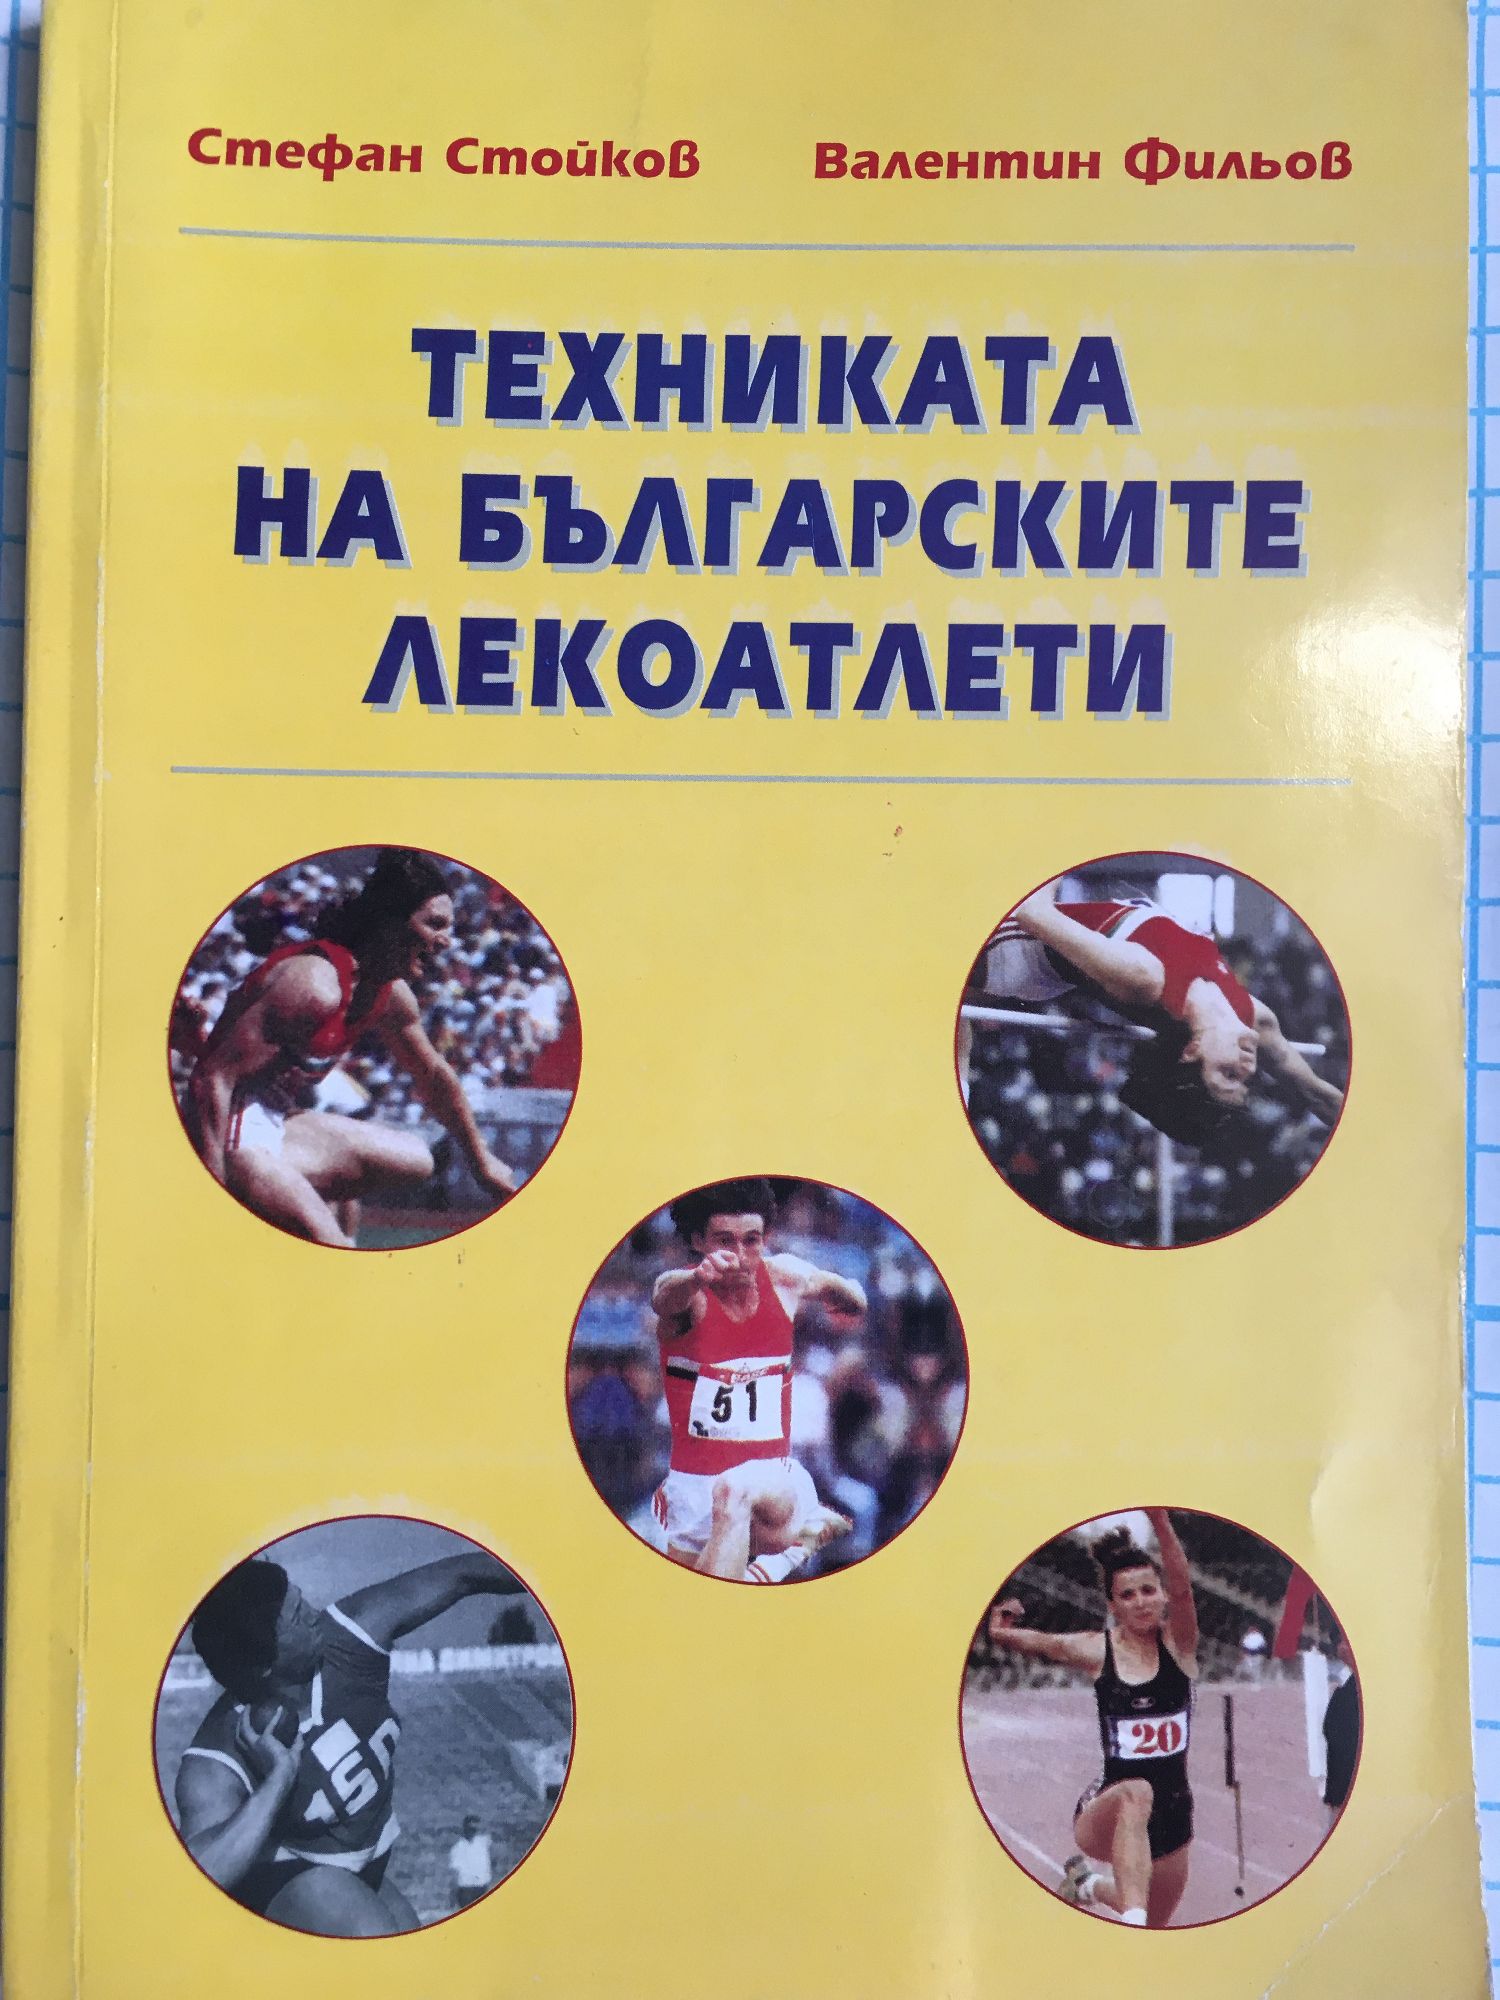 Стефан Стойков Валентин Фильов
ТЕХНИКАТА
НА БЪЛГАРСКИТЕ
ЛЕКОАТЛЕТИ
51
20